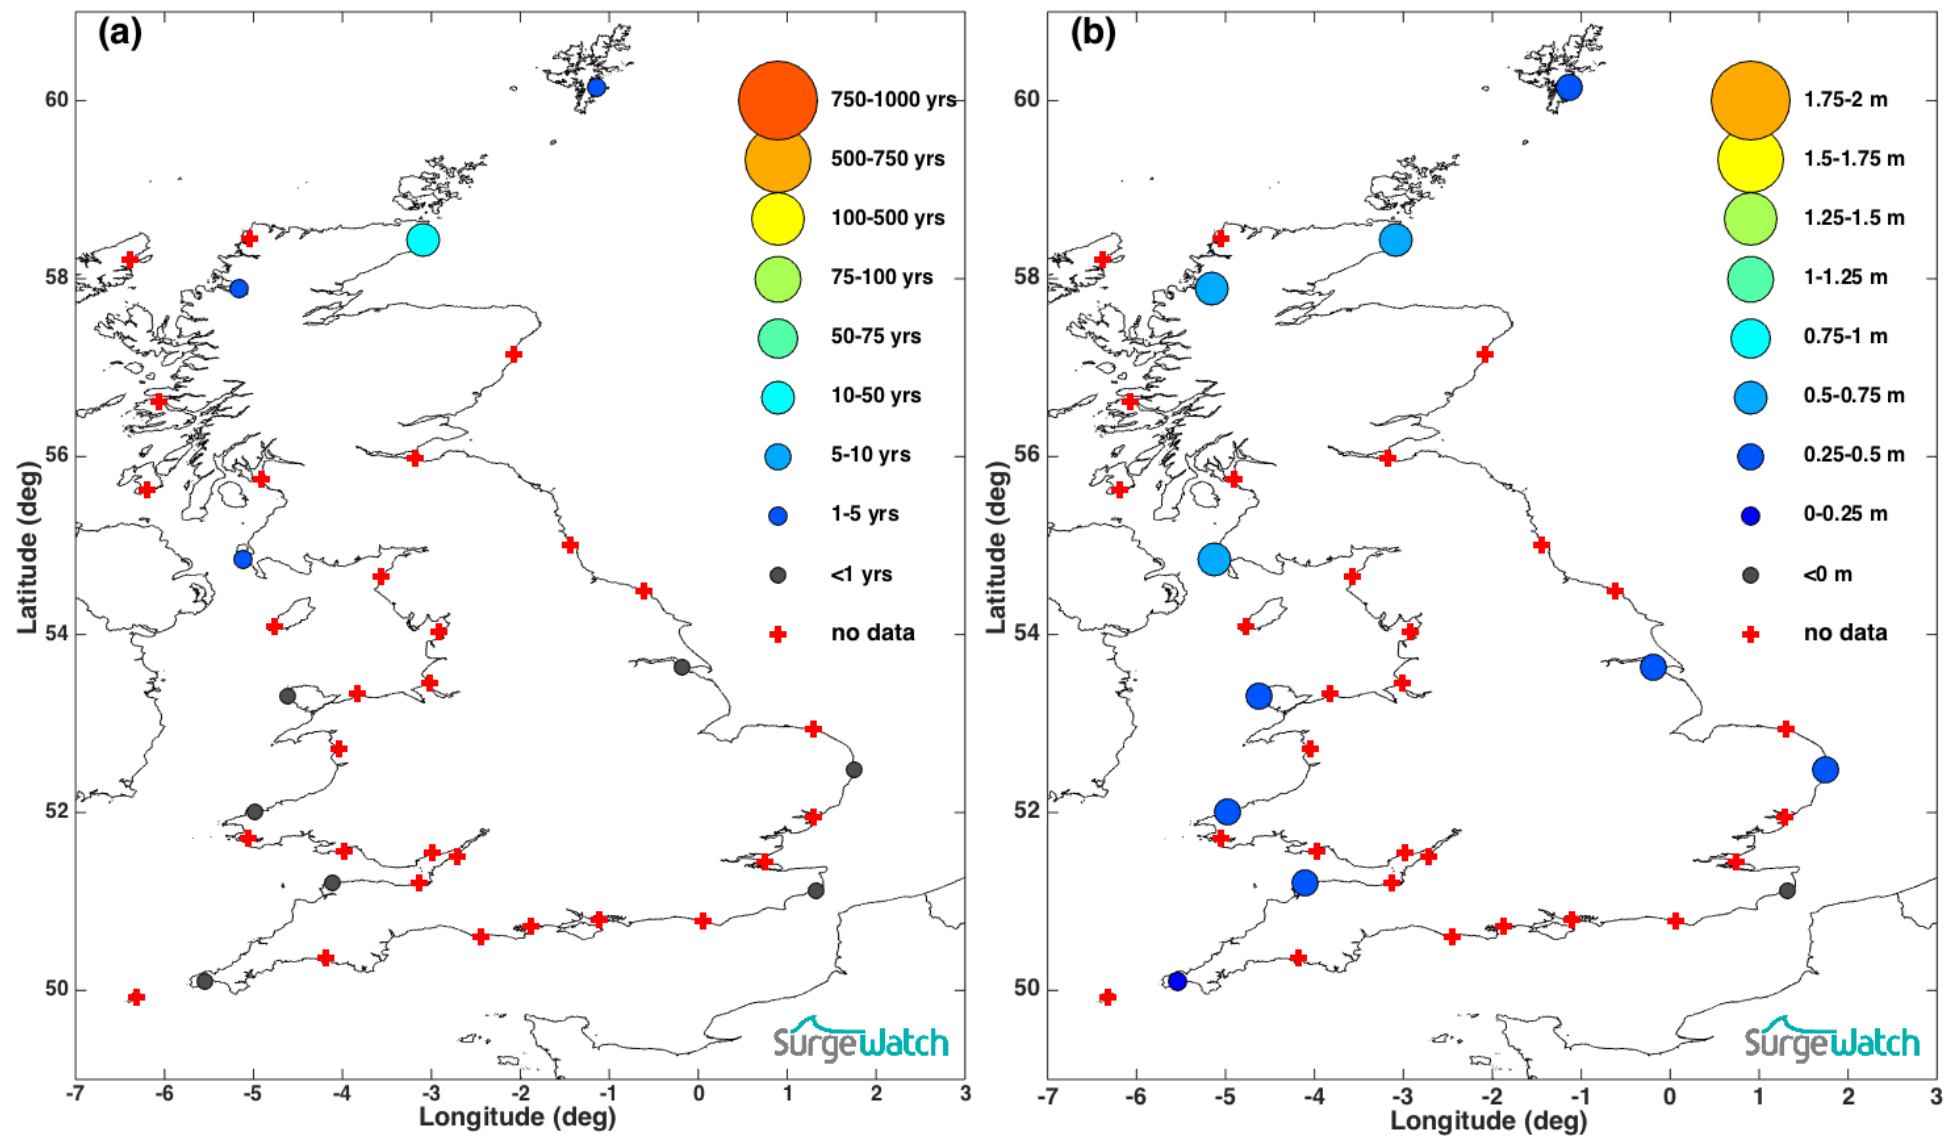 (a)
750-1000 yrs
500-750 yrs
100-500 yrs
75-100 yrs
50-75 yrs
10-50 yrs
5-10 yrs
1-5 yrs
<1 yrs
no data
60
58
56
54
52
50
Latitude (deg)
-7 -6 -5 -4 -3 -2 -1 0 1 2 3
Longitude (deg)
SurgeWatch
(b)
1.75-2 m
1.5-1.75 m
1.25-1.5 m
1-1.25 m
0.75-1 m
0.5-0.75 m
0.25-0.5 m
0-0.25 m
<0 m
no data
60
58
56
54
52
50
Latitude (deg)
-7 -6 -5 -4 -3 -2 -1 0 1 2 3
Longitude (deg)
SurgeWatch